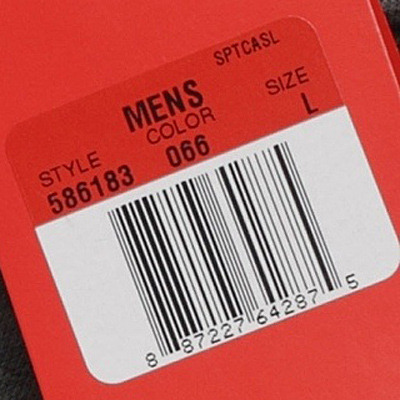 SPTCASL
MENS
STYLE COLOR SIZE
586183 066 L
8 87227 64287 5